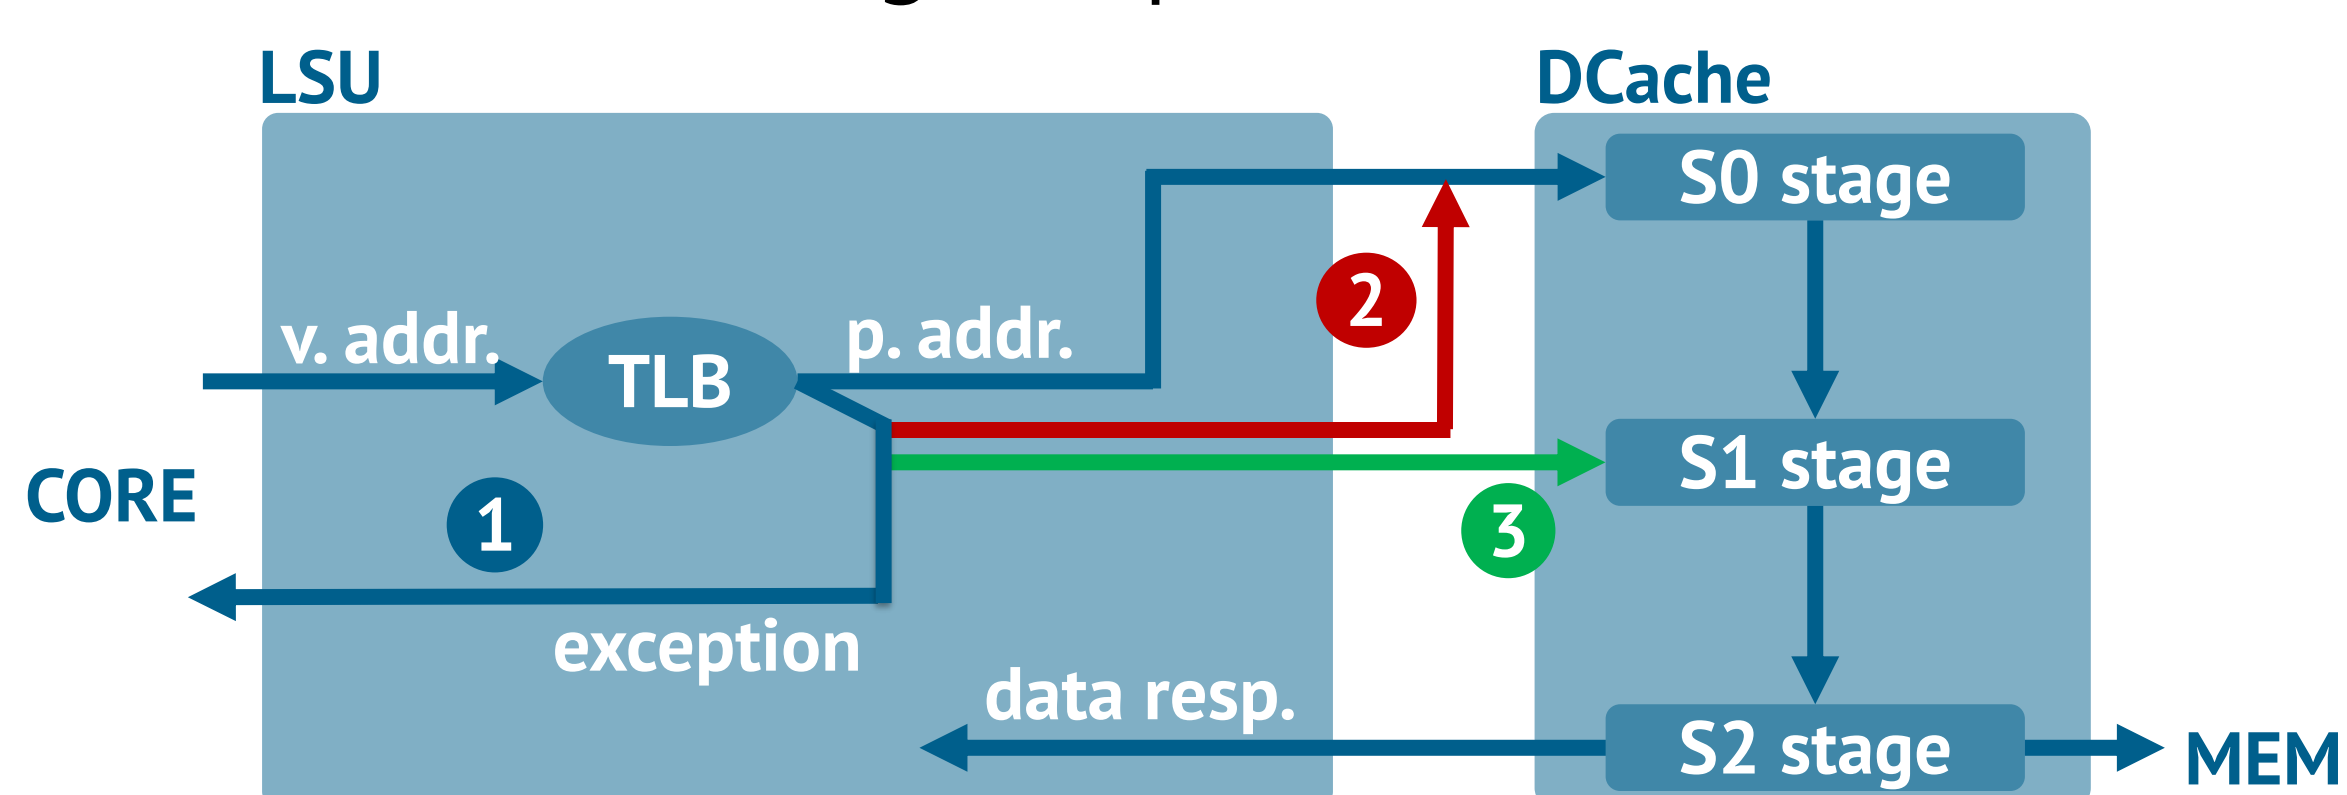 LSU
DCache
S0 stage
2
v. addr.
p. addr.
TLB
S1 stage
CORE
1
3
exception
data resp.
S2 stage
MEM